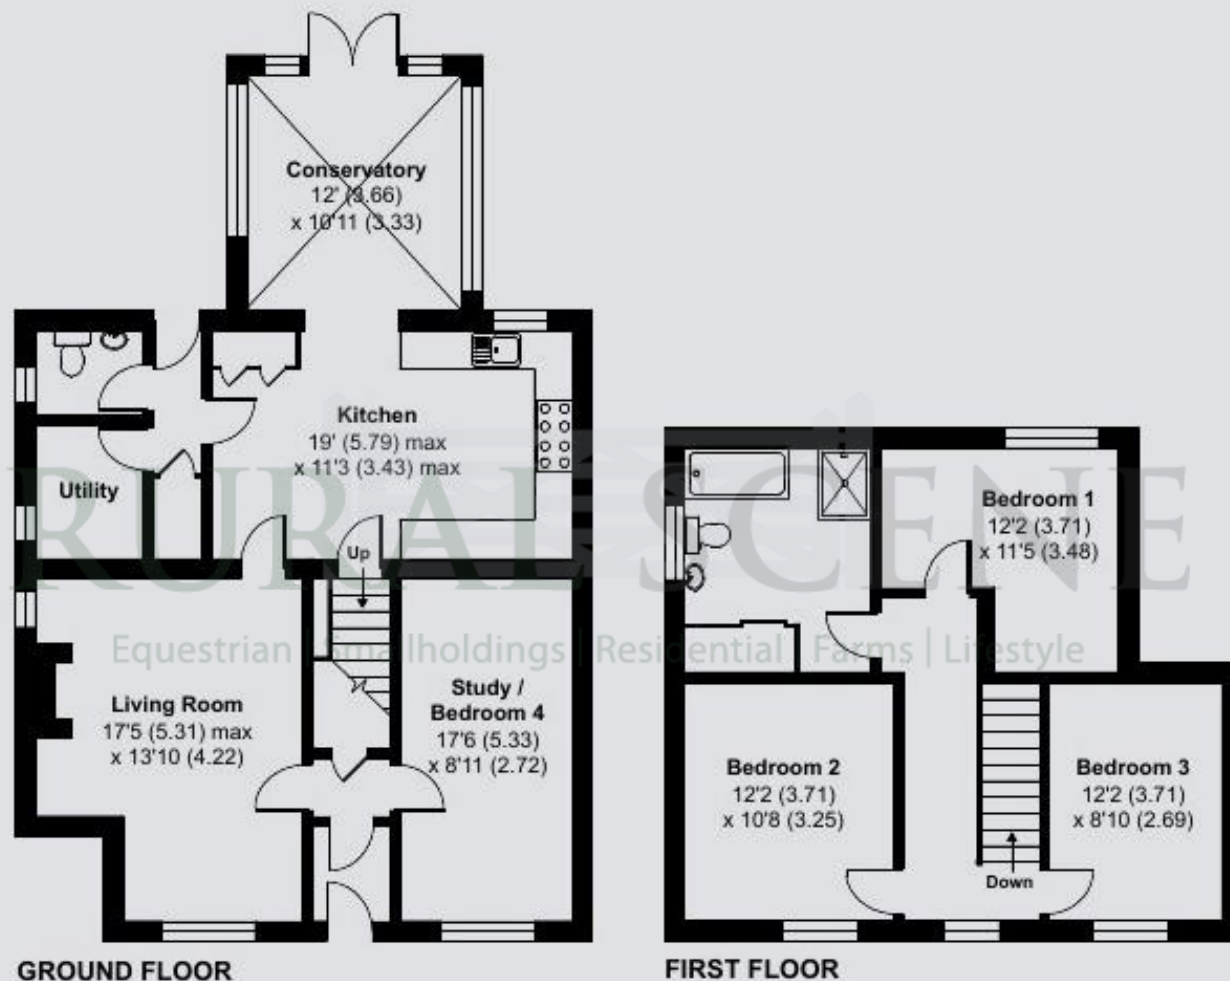 Conservatory
12' (3.66)
x 10'11 (3.33)
Kitchen
19' (5.79) max
x 11'3 (3.43) max
Utility
Up
Living Room
17'5 (5.31) max
x 13'10 (4.22)
Study /
Bedroom 4
17'6 (5.33)
x 8'11 (2.72)
GROUND FLOOR
Bedroom 1
12'2 (3.71)
x 11'5 (3.48)
Bedroom 2
12'2 (3.71)
x 10'8 (3.25)
Bedroom 3
12'2 (3.71)
x 8'10 (2.69)
Down
FIRST FLOOR
RURAL SCENE
Equestrian | Smallholdings | Residential | Farms | Lifestyle